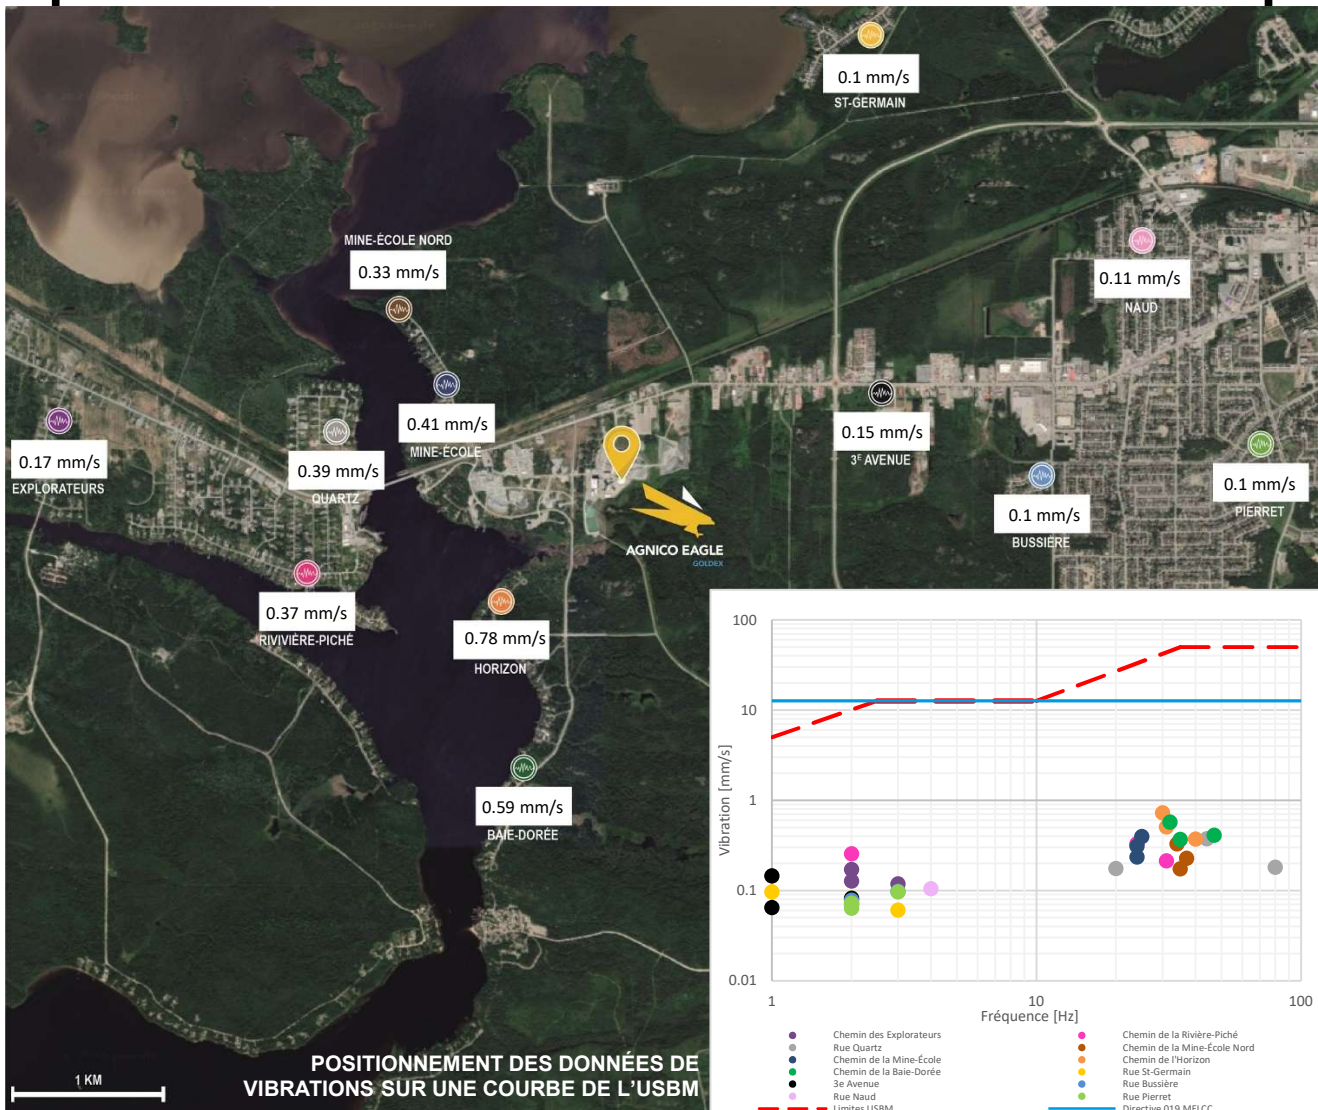 0.1 mm/s
ST-GERMAIN
MINE-ÉCOLE NORD
0.33 mm/s
0.11 mm/s
NAUD
0.41 mm/s
MINE-ÉCOLE
0.17 mm/s
EXPLORATEURS
0.39 mm/s
QUARTZ
0.15 mm/s
3E AVENUE
0.1 mm/s
PIERRET
0.1 mm/s
BUSSIÈRE
AGNICO EAGLE
GOLDEX
0.37 mm/s
RIVIVIÈRE-PICHÉ
0.78 mm/s
HORIZON
0.59 mm/s
BAIE-DORÉE
1 KM
POSITIONNEMENT DES DONNÉES DE
VIBRATIONS SUR UNE COURBE DE L'USBM
100
10
1
0.1
0.01
Vibration [mm/s]
1 10 100
Fréquence [Hz]
Chemin des Explorateurs
Chemin de la Rivière-Piché
Rue Quartz
Chemin de la Mine-École Nord
Chemin de la Mine-École
Chemin de l'Horizon
Chemin de la Baie-Dorée
Rue St-Germain
3e Avenue
Rue Bussière
Rue Naud
Rue Pierret
Limites USBM
Directive 019 MELCC